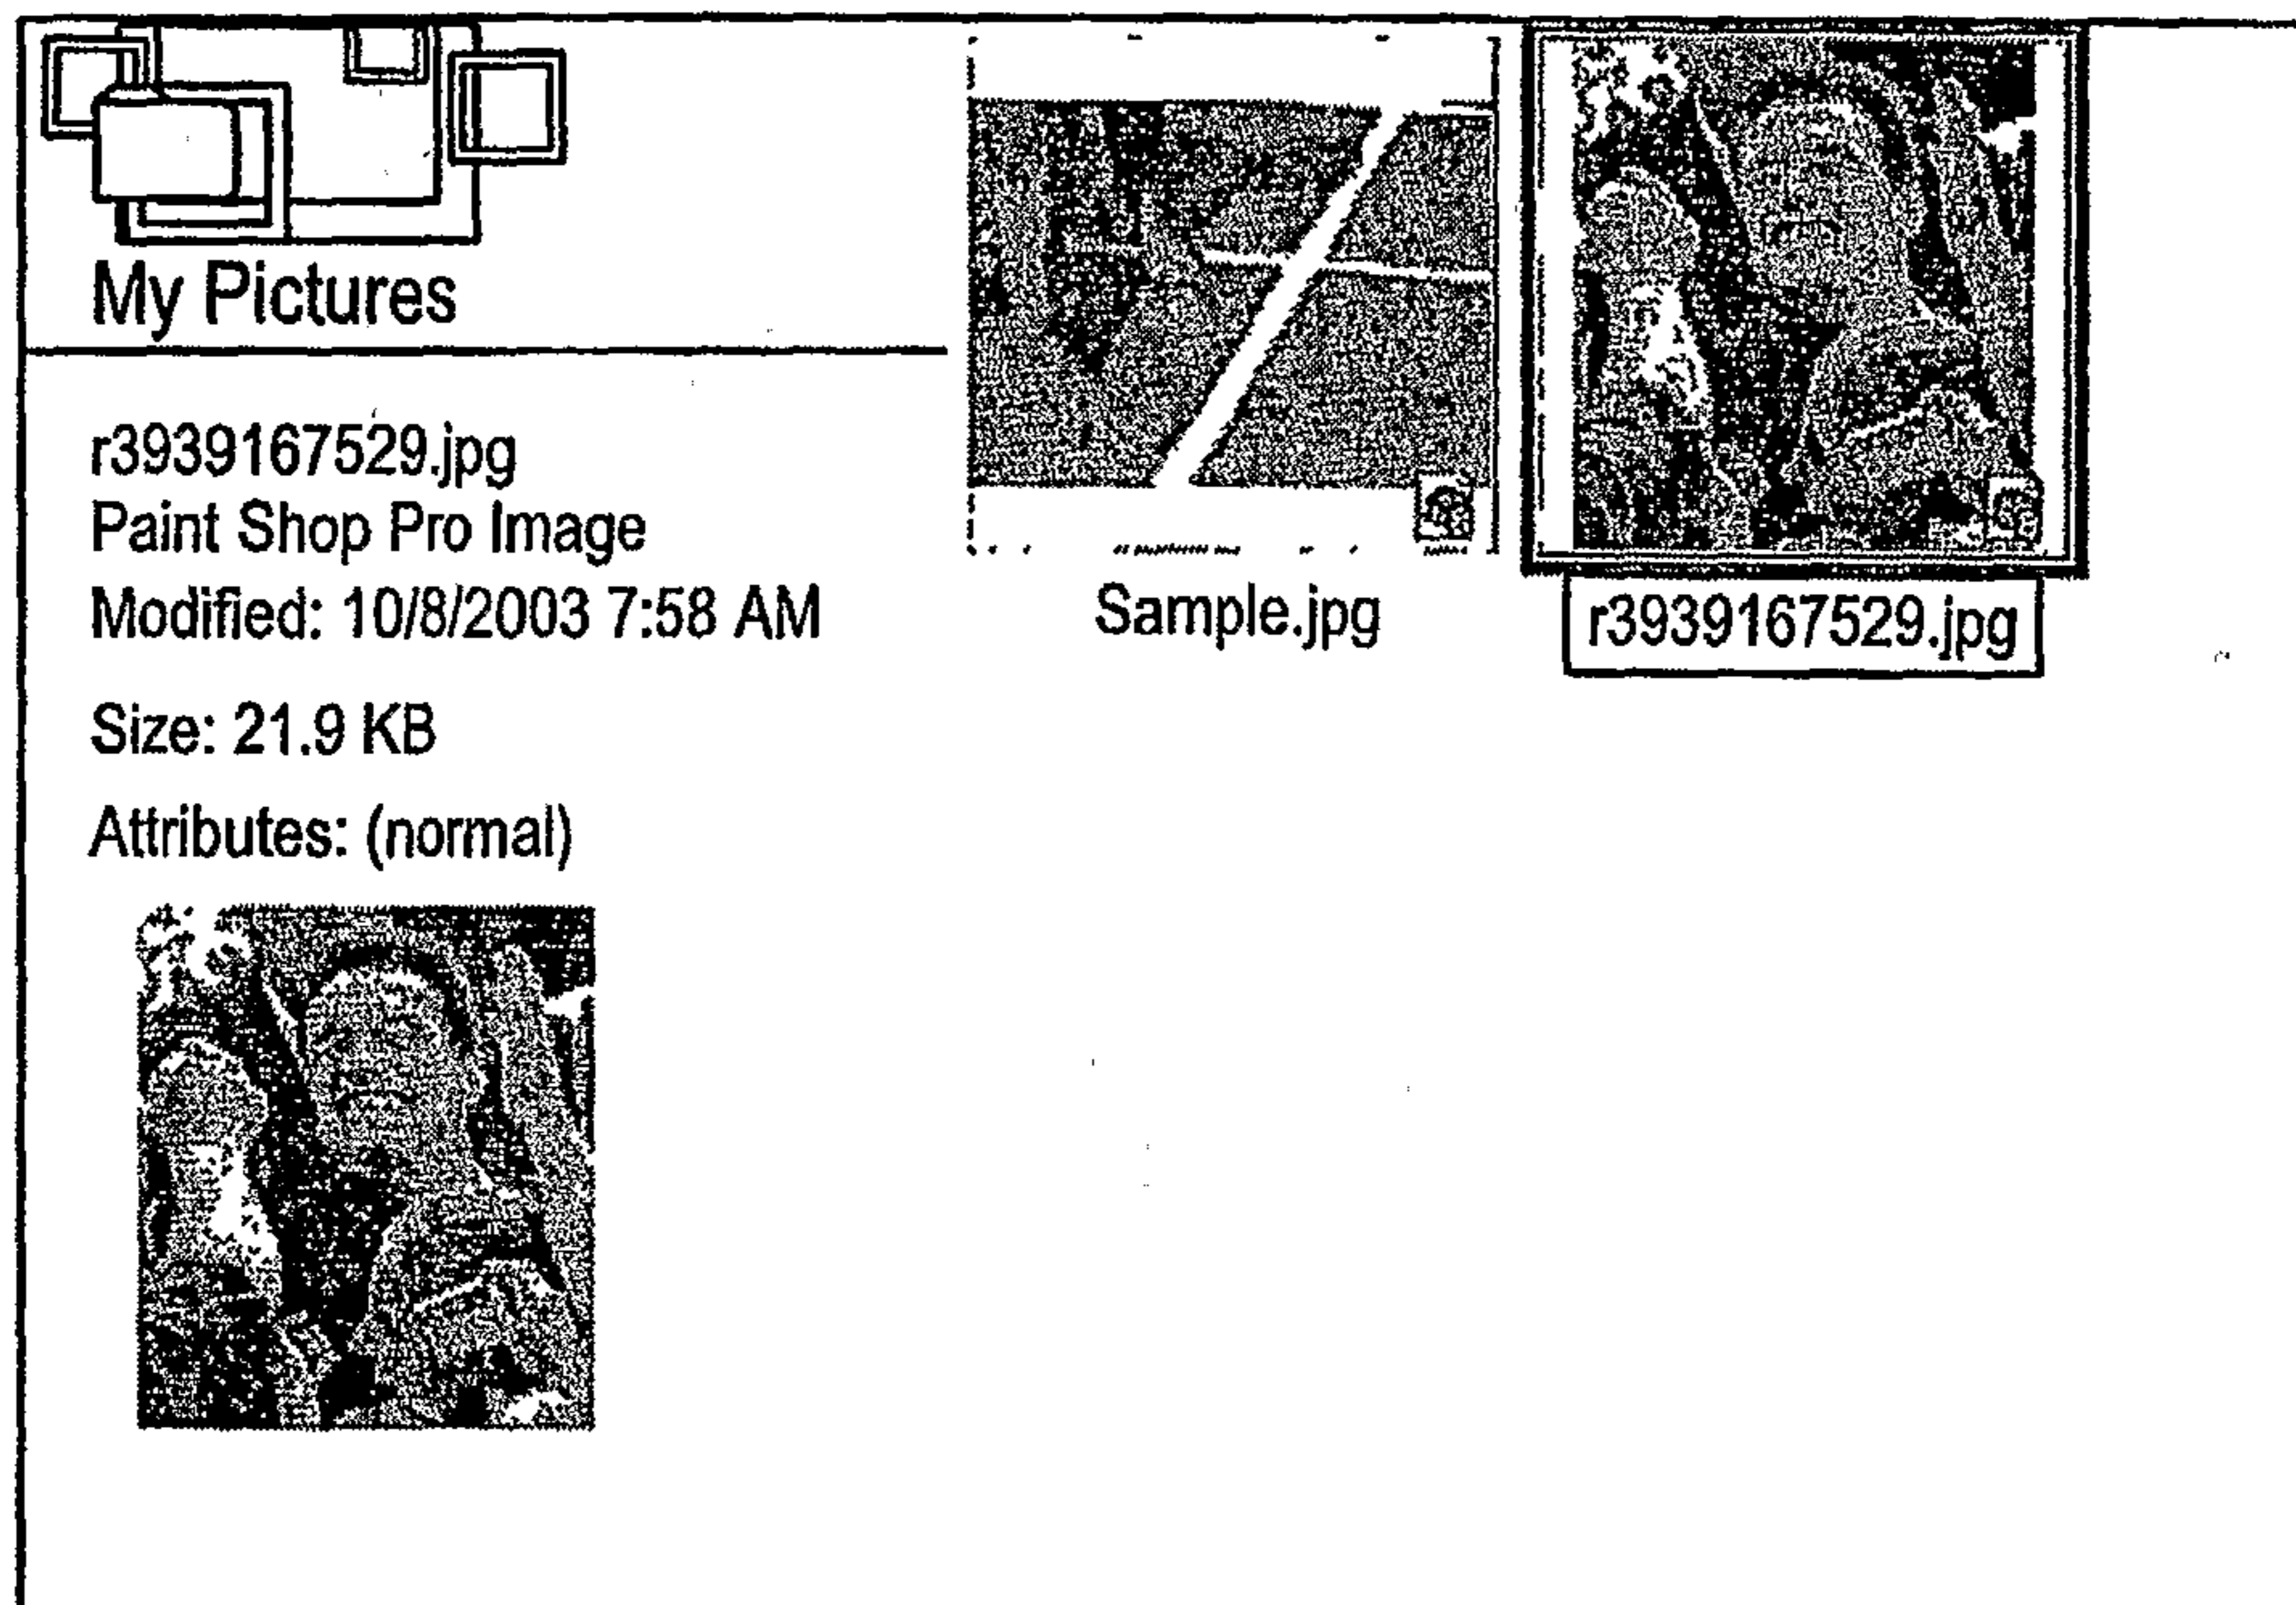 My Pictures
r3939167529.jpg
Paint Shop Pro Image
Modified: 10/8/2003 7:58 AM
Size: 21.9 KB
Attributes: (normal)
Sample.jpg
r3939167529.jpg